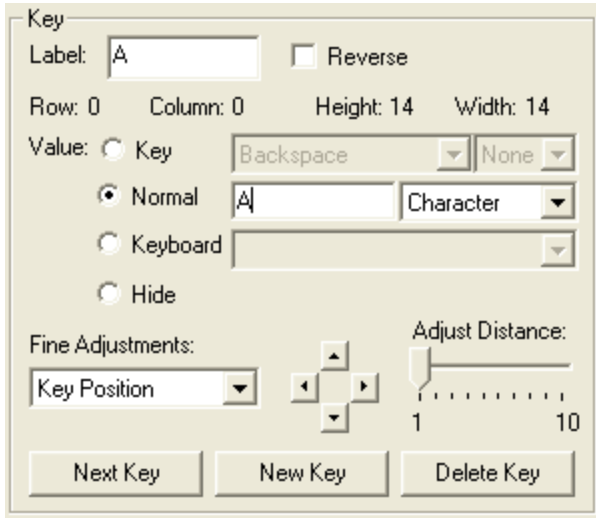 Key
Label: A Reverse
Row: 0 Column: 0 Height: 14 Width: 14
Value: Key Backspace None
Normal A Character
Keyboard
Hide
Fine Adjustments: Adjust Distance:
Key Position
1 10
Next Key New Key Delete Key